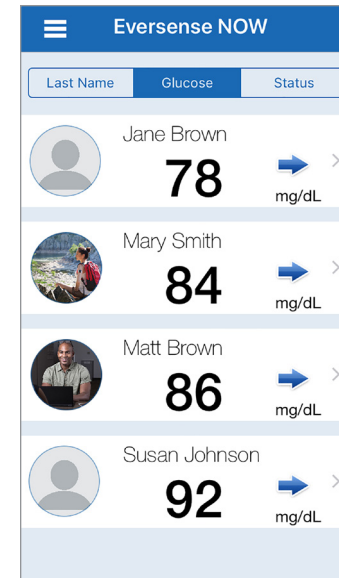 Eversense NOW
Last Name Glucose Status
Jane Brown
78
mg/dL
Mary Smith
84
mg/dL
Matt Brown
86
mg/dL
Susan Johnson
92
mg/dL